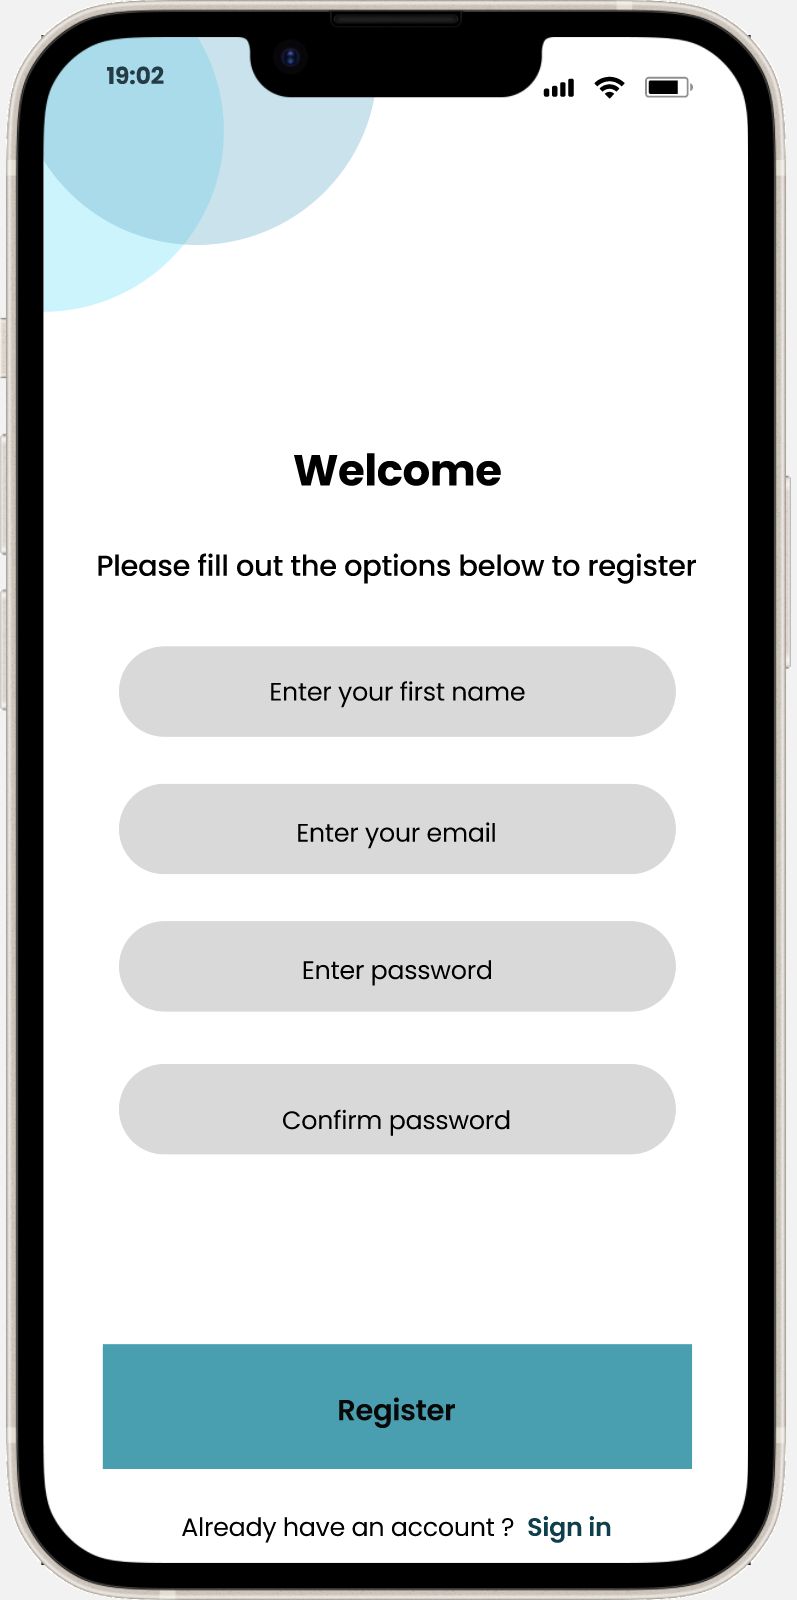 19:02
Welcome
Please fill out the options below to register
Enter your first name
Enter your email
Enter password
Confirm password
Register
Already have an account ? Sign in